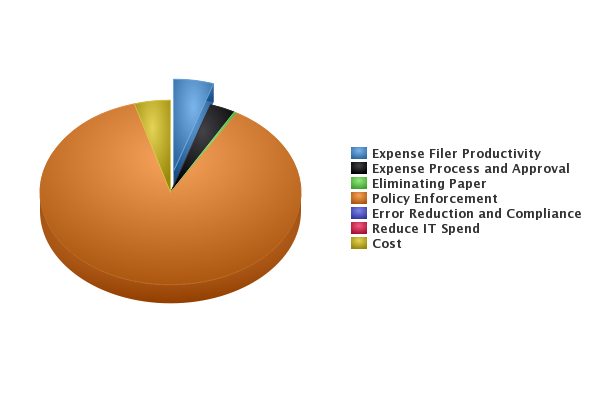 Expense Filer Productivity
Expense Process and Approval
Eliminating Paper
Policy Enforcement
Error Reduction and Compliance
Reduce IT Spend
Cost